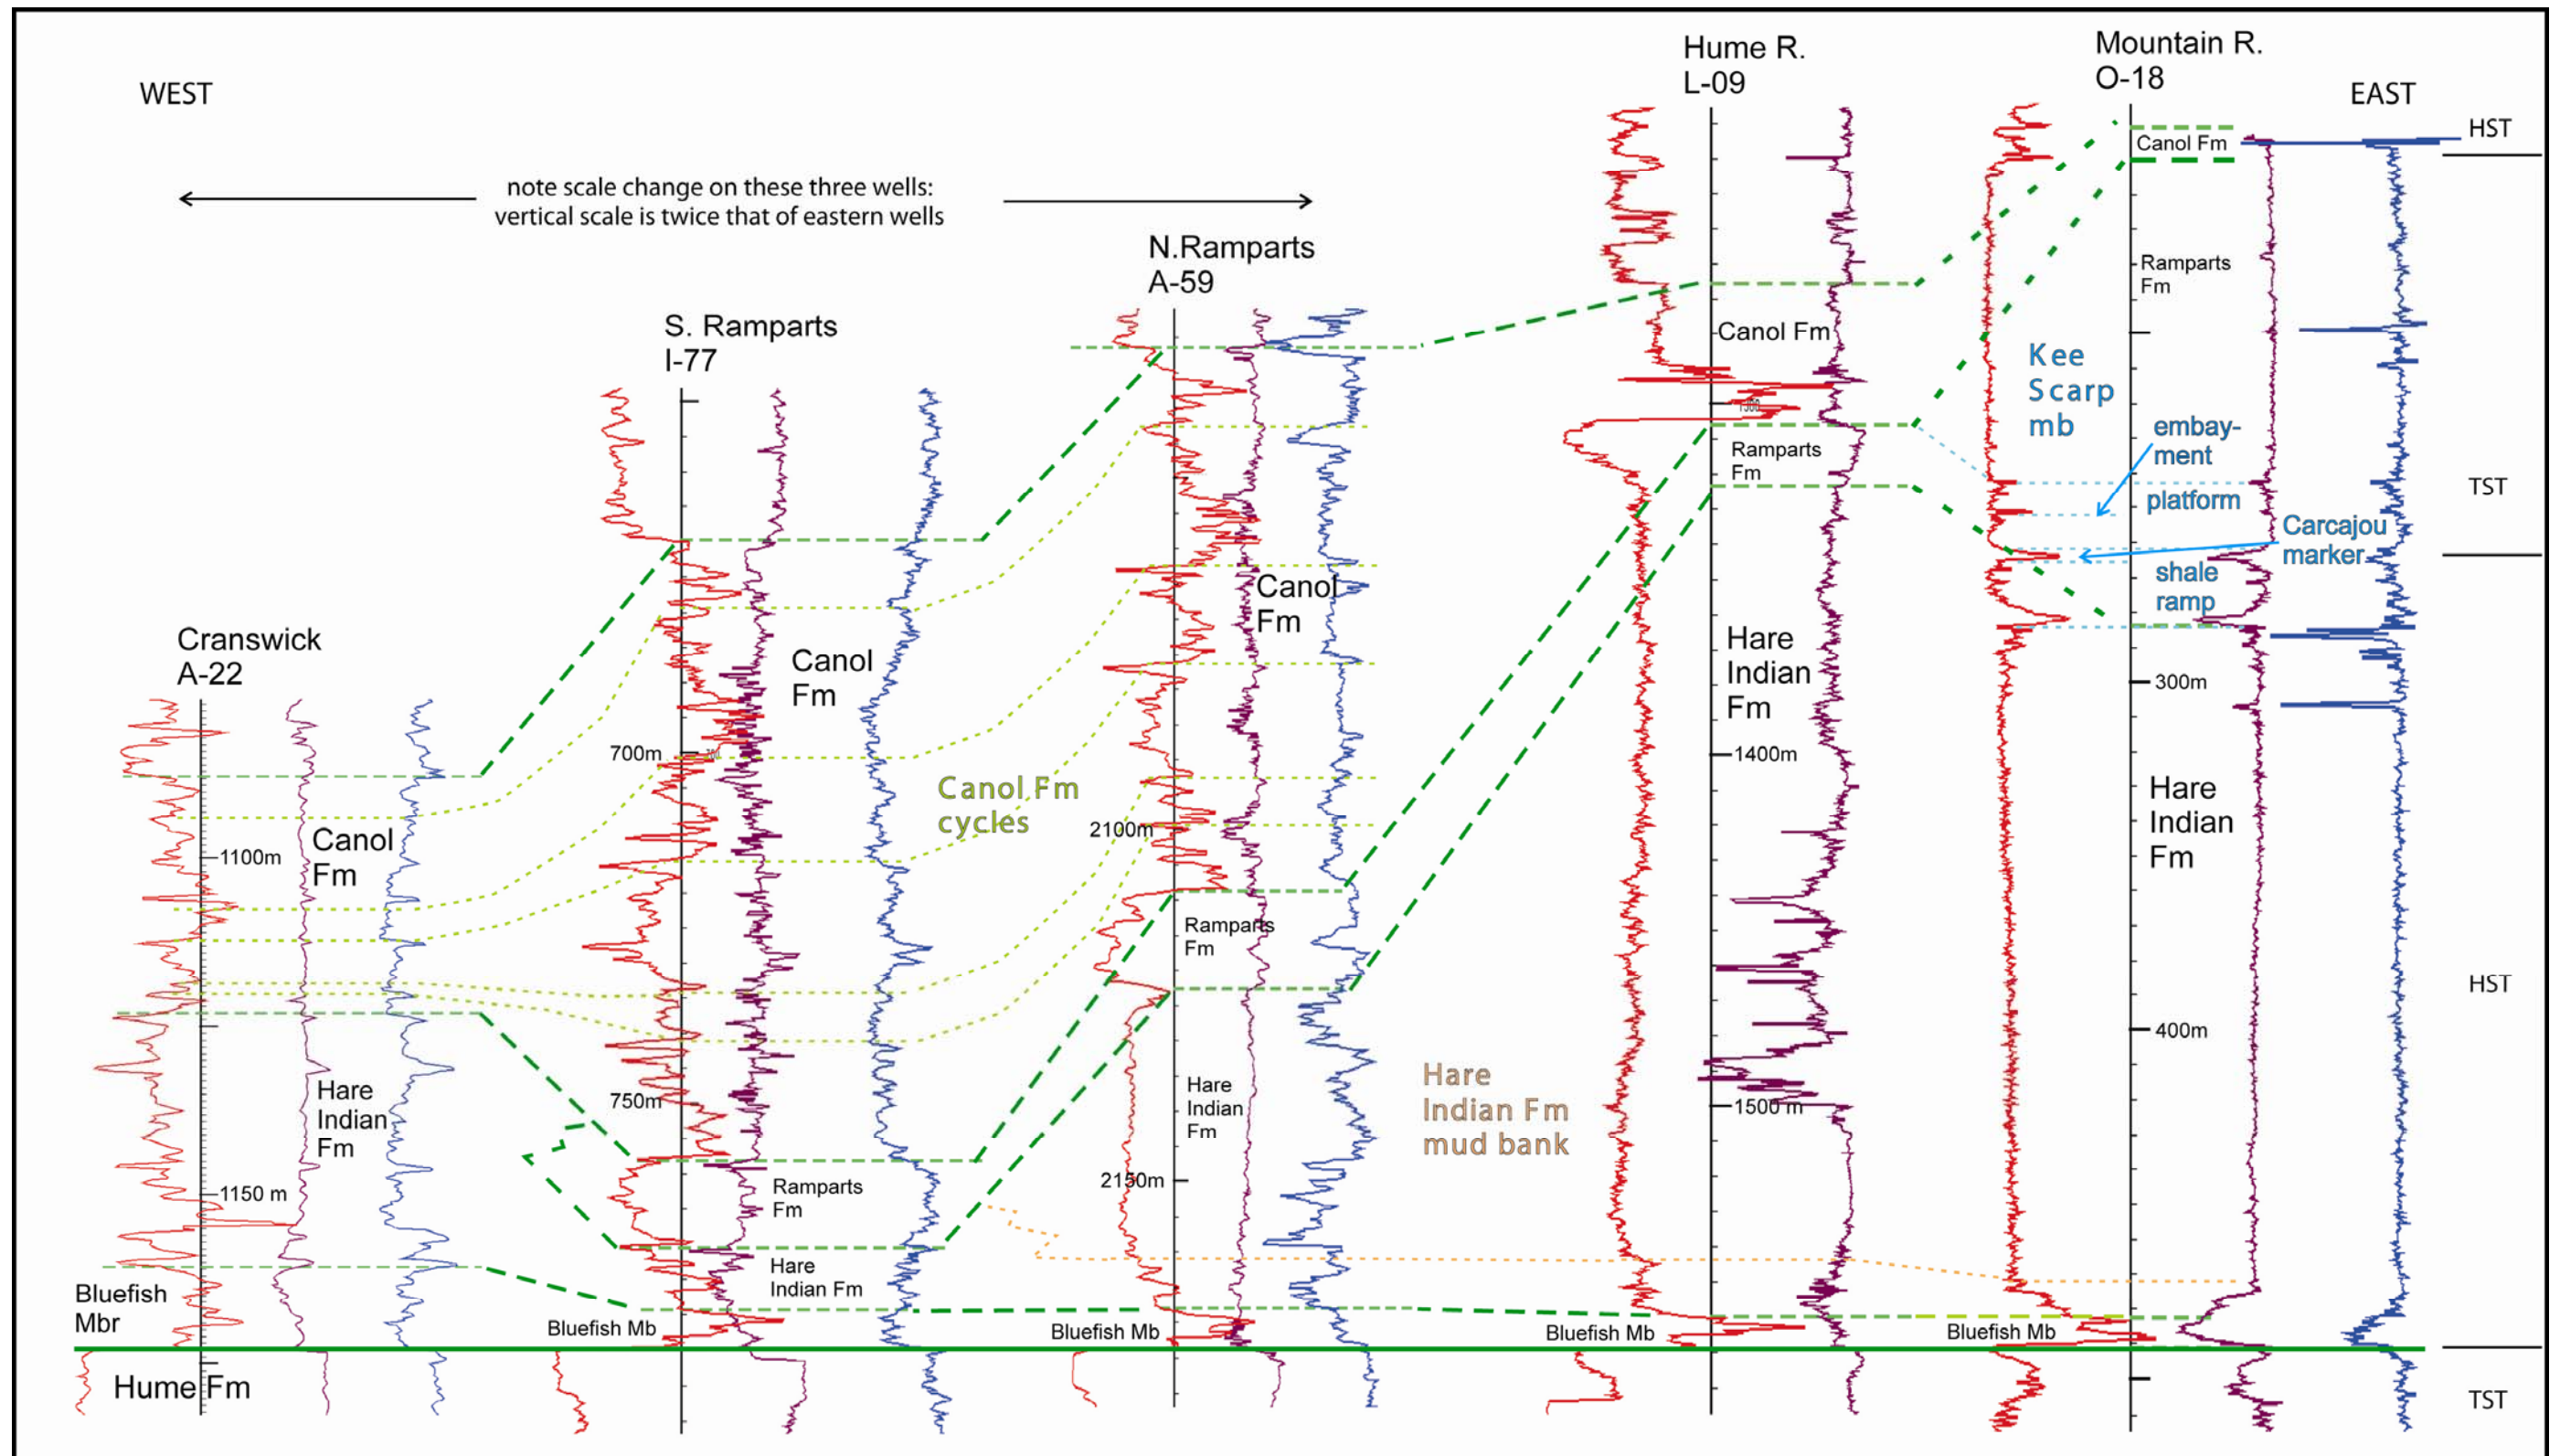 WEST
EAST
note scale change on these three wells:
vertical scale is twice that of eastern wells
Cranswick
A-22
Canol
Fm
1100m
Hare
Indian
Fm
1150 m
Bluefish
Mbr
Hume Fm
S. Ramparts
I-77
Canol
Fm
700m
750m
Ramparts
Fm
Hare
Indian Fm
Bluefish Mb
Canol Fm
cycles
N.Ramparts
A-59
Canol
Fm
2100m
Ramparts
Fm
Hare
Indian
Fm
2150m
Bluefish Mb
Hare
Indian Fm
mud bank
Hume R.
L-09
Canol Fm
1300
Ramparts
Fm
Hare
Indian
Fm
1400m
1500 m
Bluefish Mb
Mountain R.
O-18
Canol Fm
Ramparts
Fm
Kee
Scarp
mb
embay-
ment
platform
Carcajou
marker
shale
ramp
300m
Hare
Indian
Fm
400m
Bluefish Mb
HST
TST
HST
TST